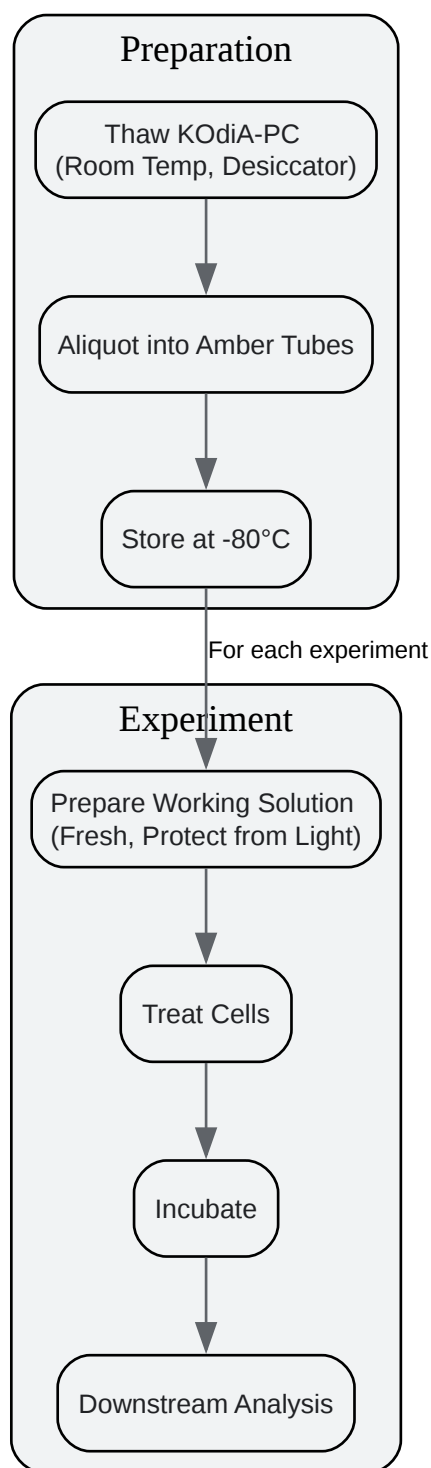 Preparation
Thaw KOdiA-PC
(Room Temp, Desiccator)
Aliquot into Amber Tubes
Store at -80°C
For each experiment
Experiment
Prepare Working Solution
(Fresh, Protect from Light)
Treat Cells
Incubate
Downstream Analysis